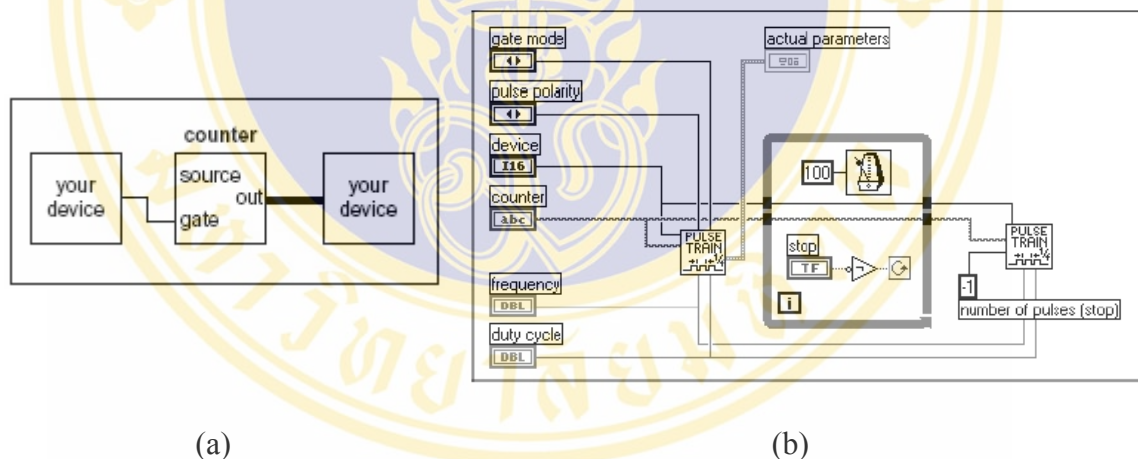 counter
your
device
source
out
gate
your
device
gate mode
pulse polarity
device
I16
counter
abc
frequency
DBL
duty cycle
DBL
actual parameters
100
stop
TF
i
PULSE
TRAIN
PULSE
TRAIN
-1
number of pulses (stop)
(a)
(b)